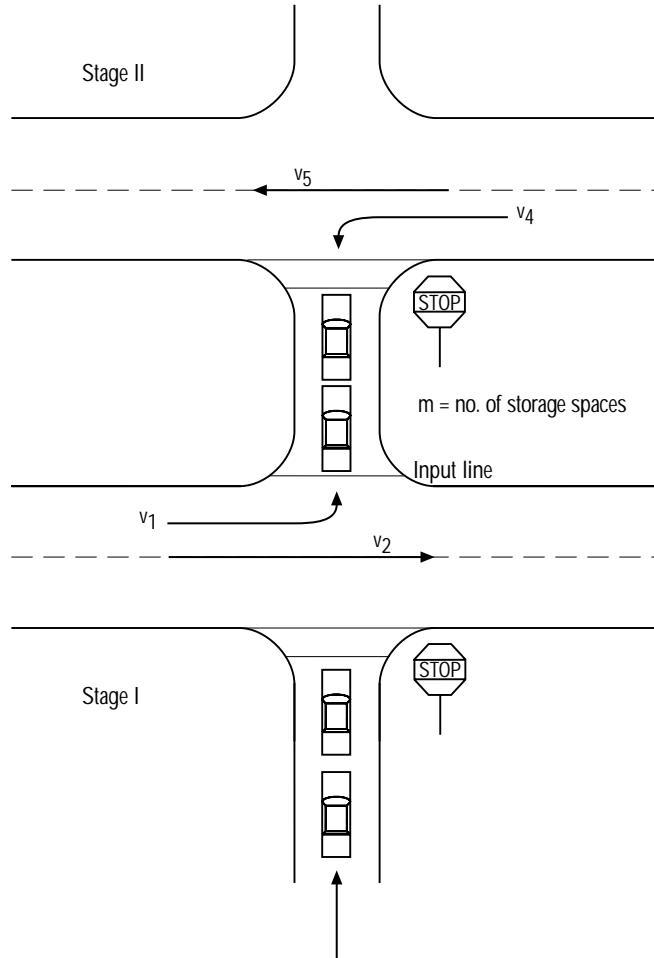 Stage II
v5
v4
STOP
m = no. of storage spaces
Input line
v1
v2
STOP
Stage I